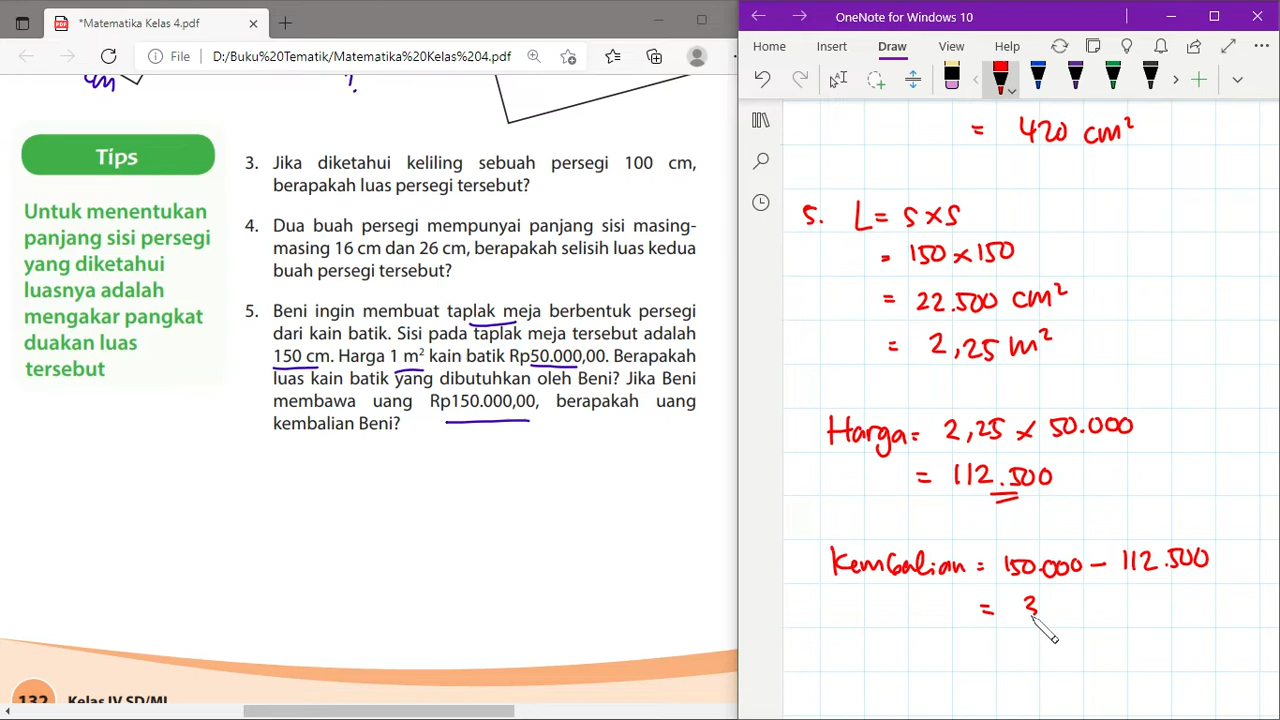 *Matematika Kelas 4.pdf
OneNote for Windows 10
File
D:/Buku%20Tematik/Matematika%20Kelas%204.pdf
Home Insert Draw View Help
m
?.
Tips
Untuk menentukan
panjang sisi persegi
yang diketahui
luasnya adalah
mengakar pangkat
duakan luas
tersebut
3. Jika diketahui keliling sebuah persegi 100 cm,
berapakah luas persegi tersebut?
4. Dua buah persegi mempunyai panjang sisi masing-
masing 16 cm dan 26 cm, berapakah selisih luas kedua
buah persegi tersebut?
5. Beni ingin membuat taplak meja berbentuk persegi
dari kain batik. Sisi pada taplak meja tersebut adalah
150 cm. Harga 1 m² kain batik Rp50.000,00. Berapakah
luas kain batik yang dibutuhkan oleh Beni? Jika Beni
membawa uang Rp150.000,00, berapakah uang
kembalian Beni?
132 Kelas IV SD/MI
= 420 cm²
5. L = s x s
= 150 x 150
= 22.500 cm²
= 2,25 m²
Harga = 2,25 x 50.000
= 112.500
Kembalian = 150.000 - 112.500
= 3